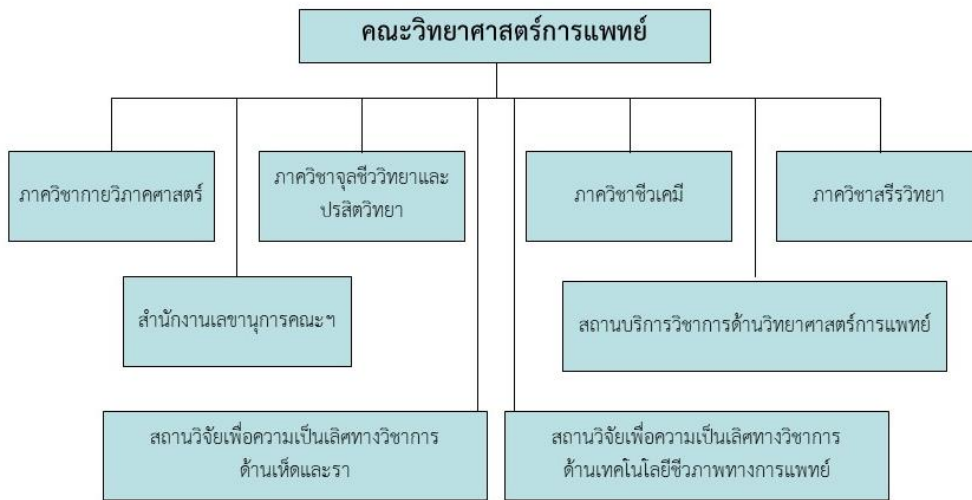 คณะวิทยาศาสตร์การแพทย์
ภาควิชากายวิภาคศาสตร์
ภาควิชาจุลชีววิทยาและ
ปรสิตวิทยา
ภาควิชาชีวเคมี
ภาควิชาสรีรวิทยา
สำนักงานเลขานุการคณะฯ
สถานบริการวิชาการด้านวิทยาศาสตร์การแพทย์
สถานวิจัยเพื่อความเป็นเลิศทางวิชาการ
ด้านเห็ดและรา
สถานวิจัยเพื่อความเป็นเลิศทางวิชาการ
ด้านเทคโนโลยีชีวภาพทางการแพทย์